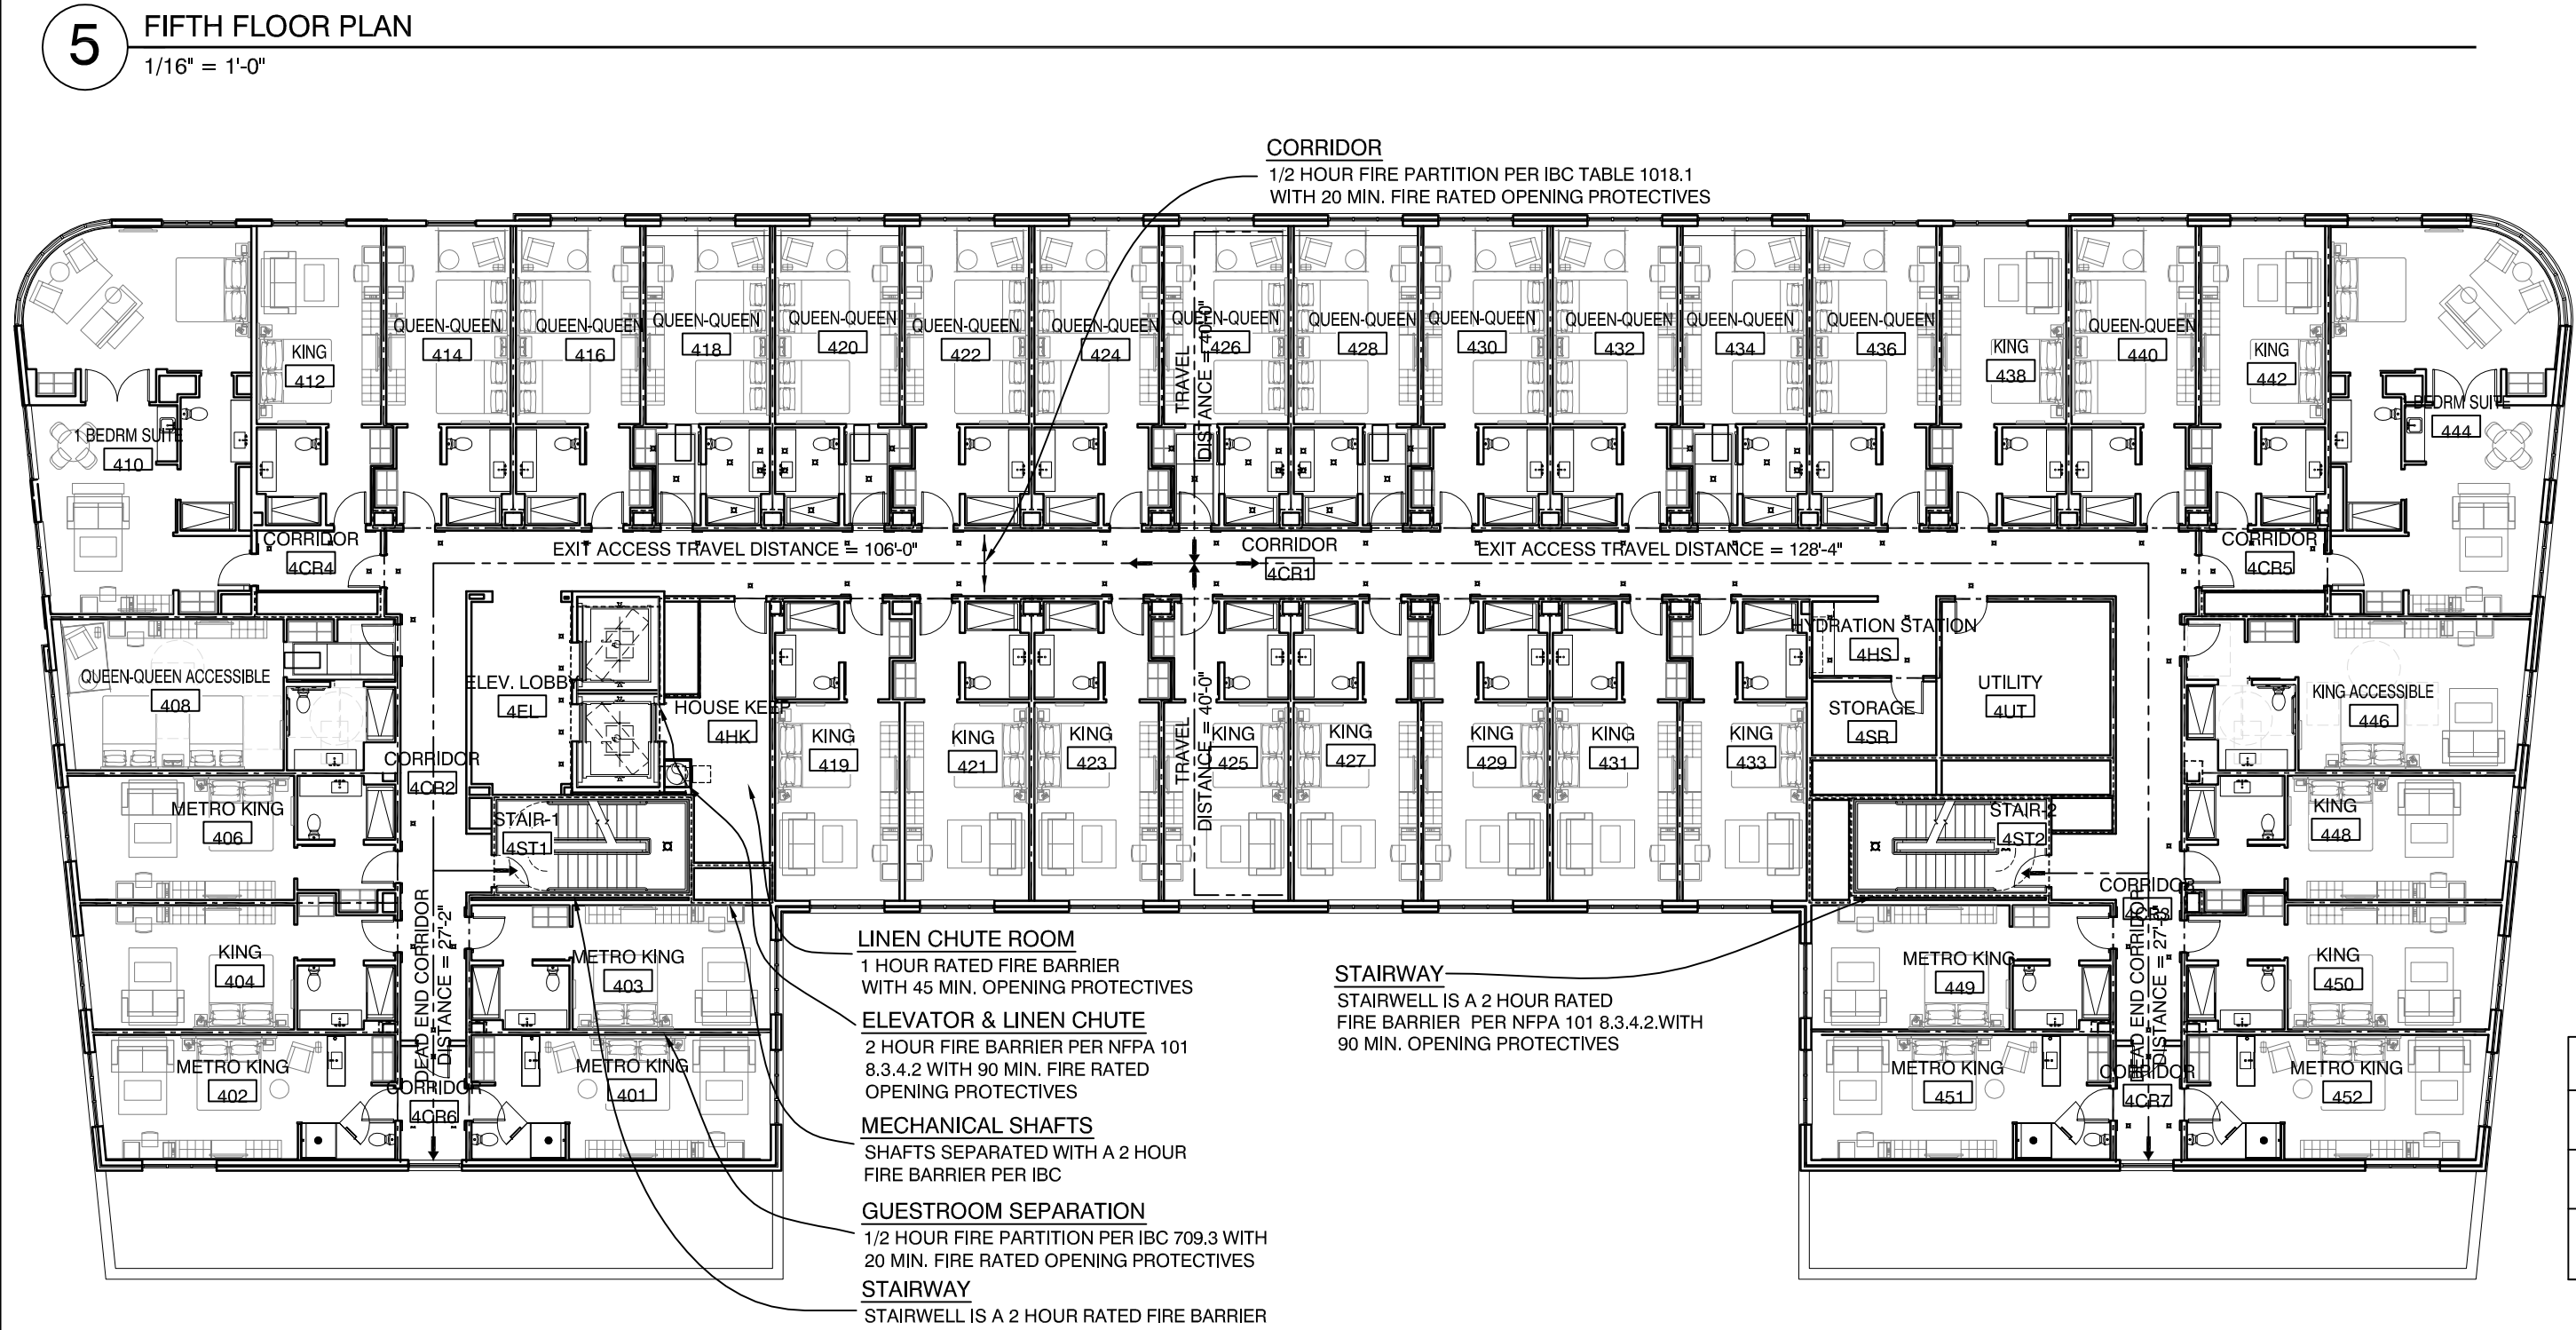 5
FIFTH FLOOR PLAN
1/16" = 1'-0"
CORRIDOR
1/2 HOUR FIRE PARTITION PER IBC TABLE 1018.1
WITH 20 MIN. FIRE RATED OPENING PROTECTIVES
1 BEDRM SUITE
410
KING
412
QUEEN-QUEEN
414
QUEEN-QUEEN
416
QUEEN-QUEEN
418
QUEEN-QUEEN
420
QUEEN-QUEEN
422
QUEEN-QUEEN
424
QUEEN-QUEEN
426
QUEEN-QUEEN
428
QUEEN-QUEEN
430
QUEEN-QUEEN
432
QUEEN-QUEEN
434
QUEEN-QUEEN
436
KING
438
QUEEN-QUEEN
440
KING
442
BEDRM SUITE
444
TRAVEL
DISTANCE = 40'-0"
CORRIDOR
4CR4
EXIT ACCESS TRAVEL DISTANCE = 106'-0"
CORRIDOR
4CR1
EXIT ACCESS TRAVEL DISTANCE = 128'-4"
CORRIDOR
4CR5
QUEEN-QUEEN ACCESSIBLE
408
ELEV. LOBBY
4EL
HOUSE KEEP
4HK
KING
419
KING
421
KING
423
TRAVEL
DISTANCE = 40'-0"
KING
425
KING
427
KING
429
KING
431
KING
433
HYDRATION STATION
4HS
STORAGE
4SR
UTILITY
4UT
KING ACCESSIBLE
446
CORRIDOR
4CR2
METRO KING
406
STAIR-1
4ST1
STAIR-2
4ST2
KING
448
CORRIDOR
4CR3
KING
404
DEAD END CORRIDOR
DISTANCE = 27'-2"
METRO KING
403
METRO KING
449
DEAD END CORRIDOR
DISTANCE = 27'-
KING
450
METRO KING
402
CORRIDOR
4CR6
METRO KING
401
METRO KING
451
CORRIDOR
4CR7
METRO KING
452
LINEN CHUTE ROOM
1 HOUR RATED FIRE BARRIER
WITH 45 MIN. OPENING PROTECTIVES
ELEVATOR & LINEN CHUTE
2 HOUR FIRE BARRIER PER NFPA 101
8.3.4.2 WITH 90 MIN. FIRE RATED
OPENING PROTECTIVES
MECHANICAL SHAFTS
SHAFTS SEPARATED WITH A 2 HOUR
FIRE BARRIER PER IBC
GUESTROOM SEPARATION
1/2 HOUR FIRE PARTITION PER IBC 709.3 WITH
20 MIN. FIRE RATED OPENING PROTECTIVES
STAIRWAY
STAIRWELL IS A 2 HOUR RATED FIRE BARRIER
STAIRWAY
STAIRWELL IS A 2 HOUR RATED
FIRE BARRIER PER NFPA 101 8.3.4.2.WITH
90 MIN. OPENING PROTECTIVES